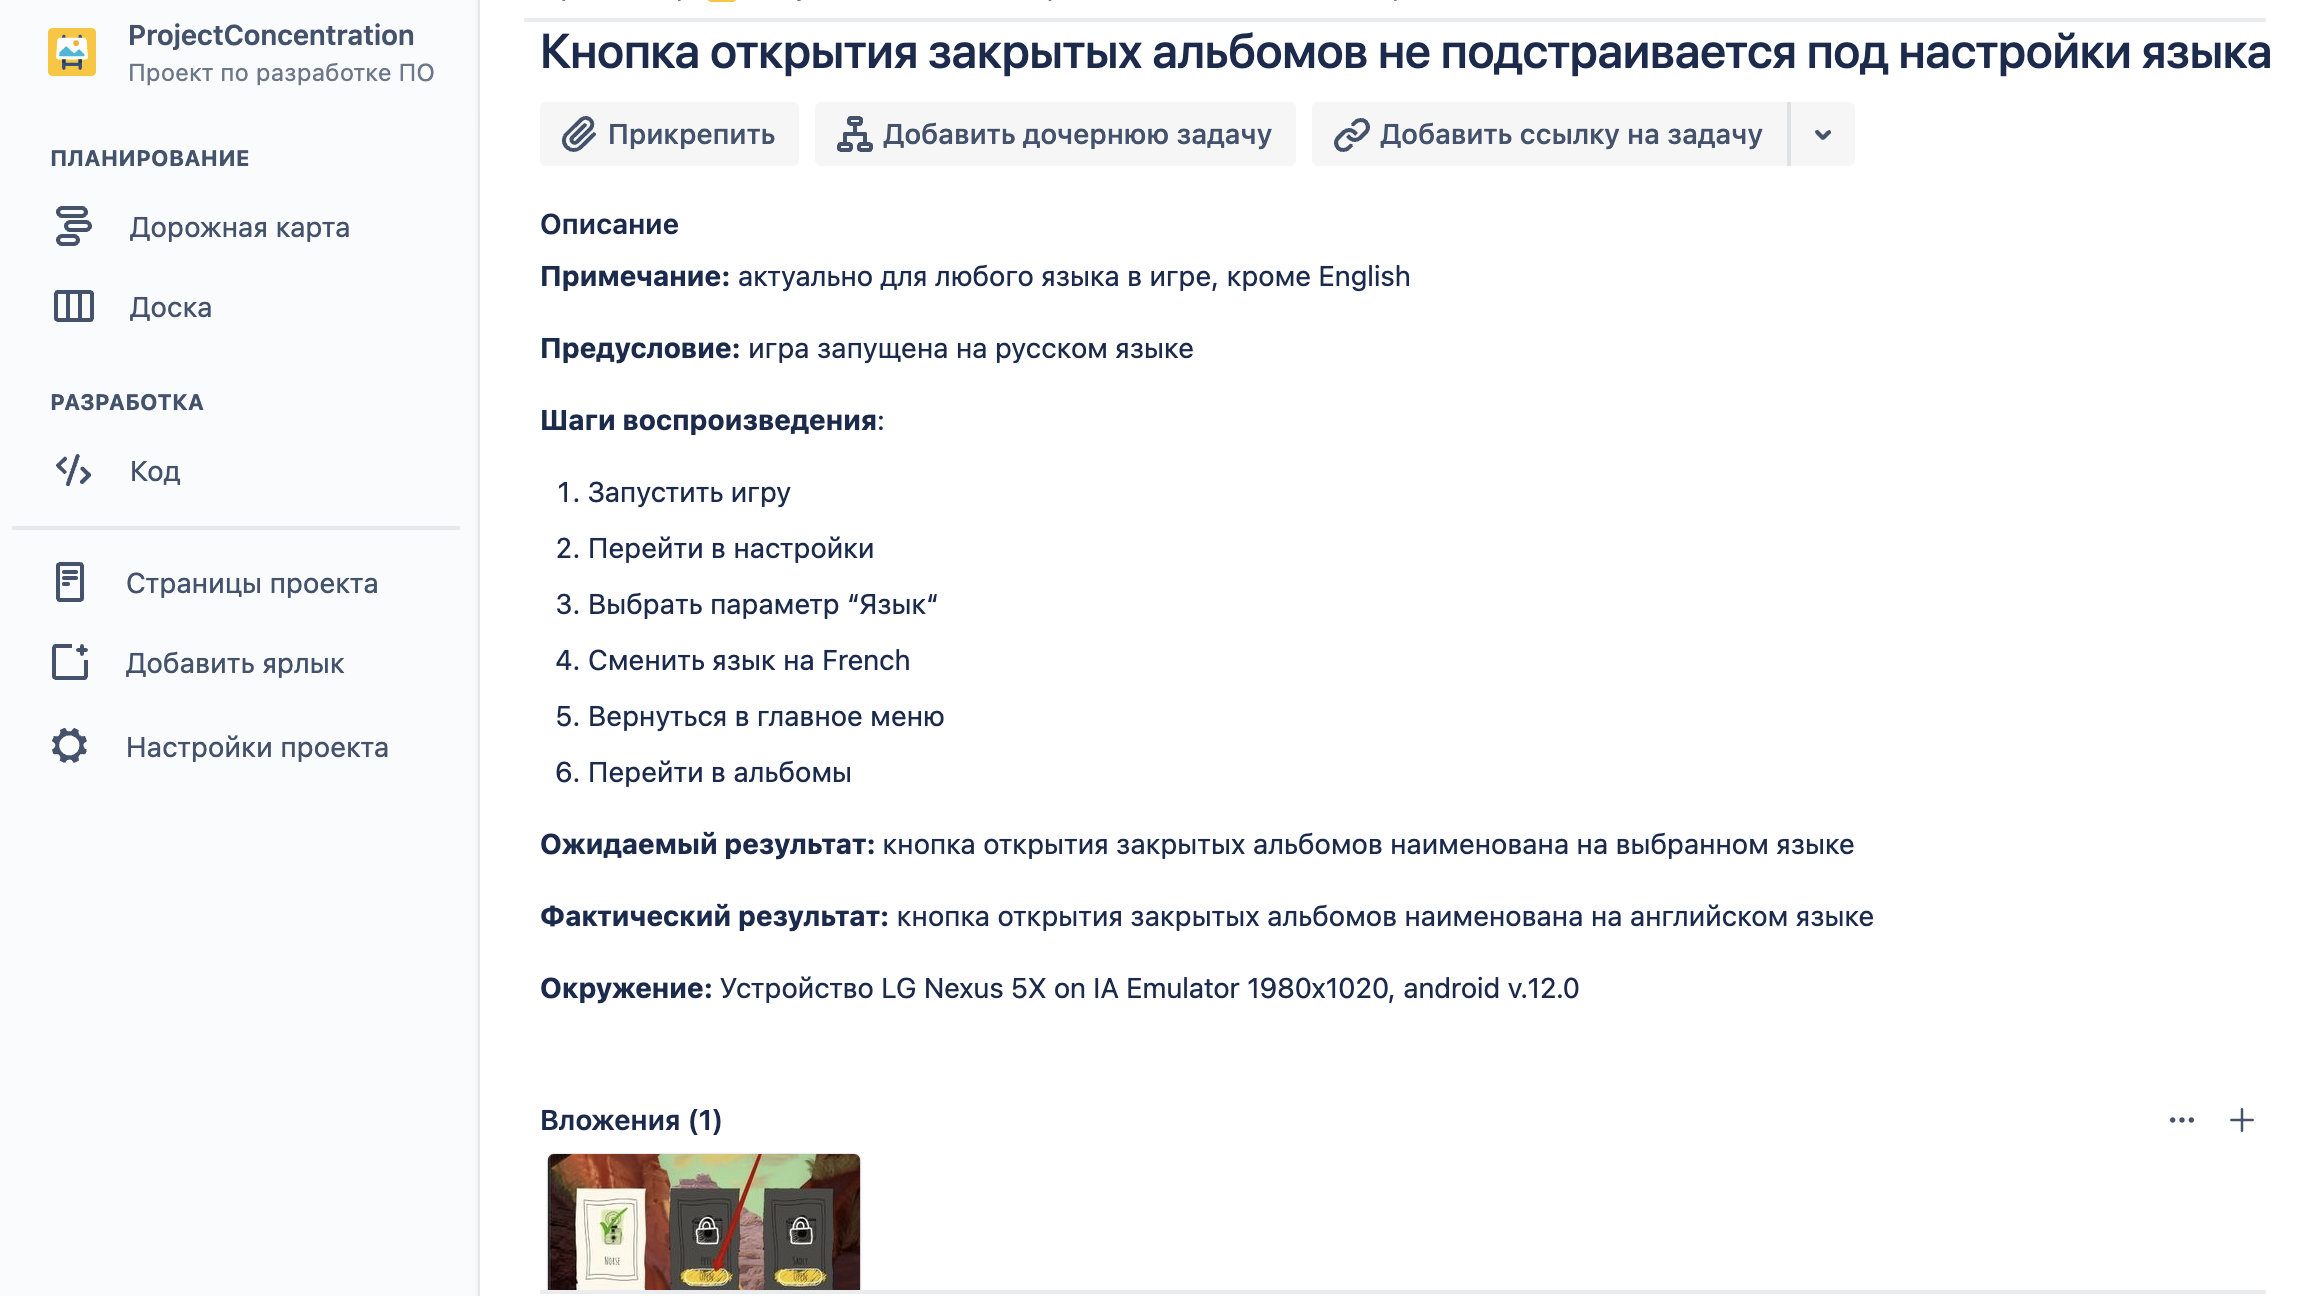 ProjectConcentration
Проект по разработке ПО
ПЛАНИРОВАНИЕ
Дорожная карта
Доска
РАЗРАБОТКА
Код
Страницы проекта
Добавить ярлык
Настройки проекта
Кнопка открытия закрытых альбомов не подстраивается под настройки языка
Прикрепить
Добавить дочернюю задачу
Добавить ссылку на задачу
Описание
Примечание: актуально для любого языка в игре, кроме English
Предусловие: игра запущена на русском языке
Шаги воспроизведения:
1. Запустить игру
2. Перейти в настройки
3. Выбрать параметр “Язык“
4. Сменить язык на French
5. Вернуться в главное меню
6. Перейти в альбомы
Ожидаемый результат: кнопка открытия закрытых альбомов наименована на выбранном языке
Фактический результат: кнопка открытия закрытых альбомов наименована на английском языке
Окружение: Устройство LG Nexus 5X on IA Emulator 1980x1020, android v.12.0
Вложения (1)
NORSE
OPEN
OPEN